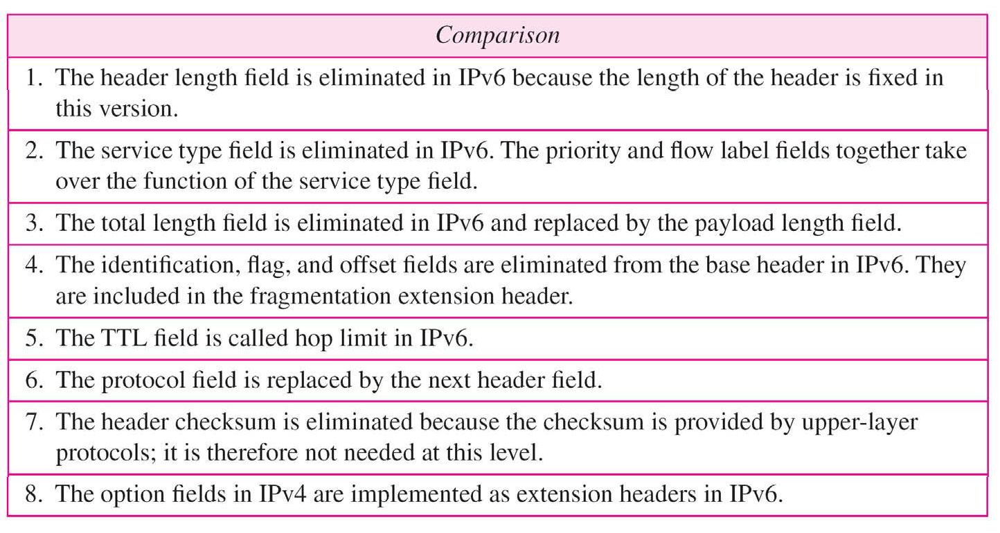 Comparison
1. The header length field is eliminated in IPv6 because the length of the header is fixed in
this version.
2. The service type field is eliminated in IPv6. The priority and flow label fields together take
over the function of the service type field.
3. The total length field is eliminated in IPv6 and replaced by the payload length field.
4. The identification, flag, and offset fields are eliminated from the base header in IPv6. They
are included in the fragmentation extension header.
5. The TTL field is called hop limit in IPv6.
6. The protocol field is replaced by the next header field.
7. The header checksum is eliminated because the checksum is provided by upper-layer
protocols; it is therefore not needed at this level.
8. The option fields in IPv4 are implemented as extension headers in IPv6.